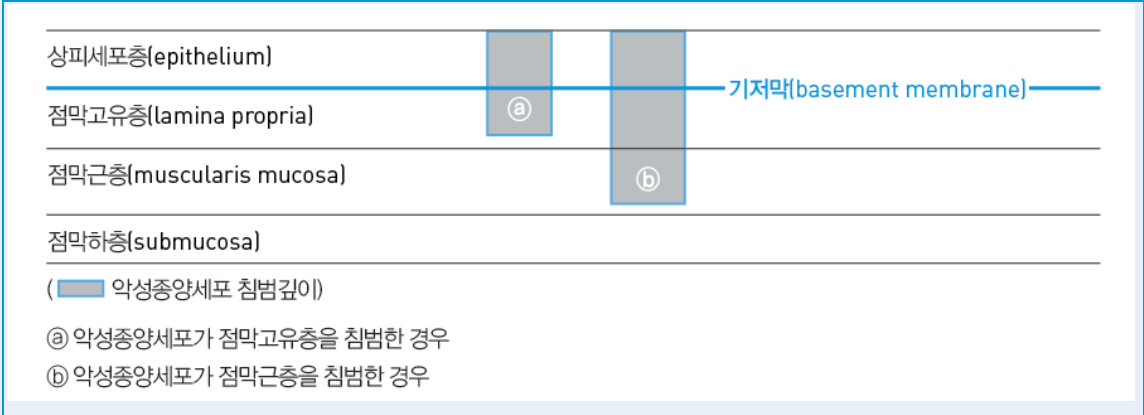 상피세포층(epithelium)
기저막(basement membrane)
점막고유층(lamina propria)
ⓐ
점막근층(muscularis mucosa)
ⓑ
점막하층(submucosa)
( 악성종양세포 침범깊이)
ⓐ 악성종양세포가 점막고유층을 침범한 경우
ⓑ 악성종양세포가 점막근층을 침범한 경우